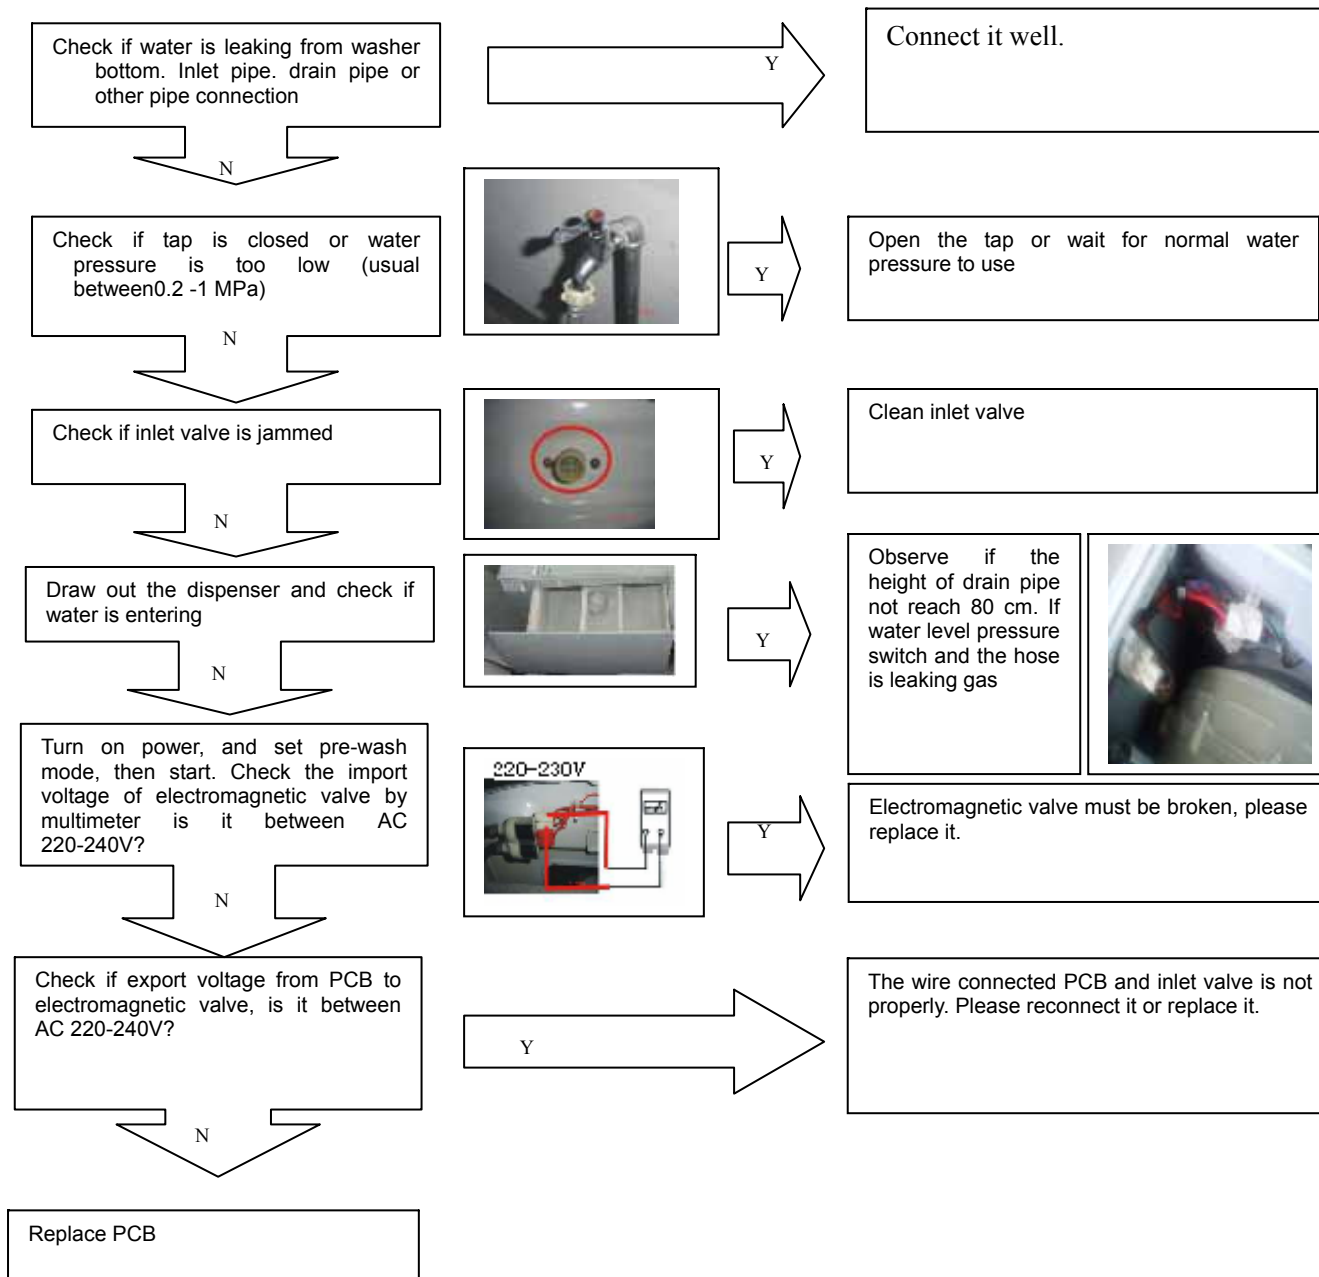 Check if water is leaking from washer
bottom. Inlet pipe. drain pipe or
other pipe connection
Y
Connect it well.
N
Check if tap is closed or water
pressure is too low (usual
between0.2 -1 MPa)
Y
Open the tap or wait for normal water
pressure to use
N
Check if inlet valve is jammed
Y
Clean inlet valve
N
Draw out the dispenser and check if
water is entering
Y
Observe if the
height of drain pipe
not reach 80 cm. If
water level pressure
switch and the hose
is leaking gas
N
Turn on power, and set pre-wash
mode, then start. Check the import
voltage of electromagnetic valve by
multimeter is it between AC
220-240V?
220-230V
Y
Electromagnetic valve must be broken, please
replace it.
N
Check if export voltage from PCB to
electromagnetic valve, is it between
AC 220-240V?
Y
The wire connected PCB and inlet valve is not
properly. Please reconnect it or replace it.
N
Replace PCB